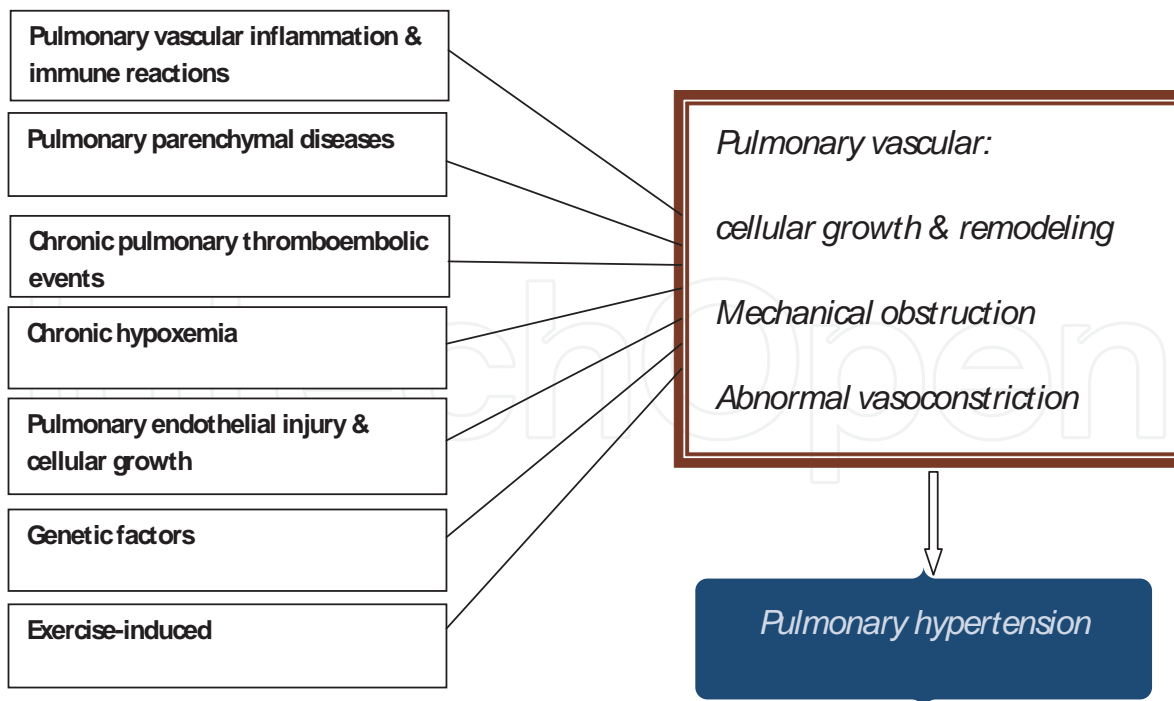 Pulmonary vascular inflammation &
immune reactions
Pulmonary parenchymal diseases
Chronic pulmonary thromboembolic
events
Chronic hypoxemia
Pulmonary endothelial injury &
cellular growth
Genetic factors
Exercise-induced
Pulmonary vascular:
cellular growth & remodeling
Mechanical obstruction
Abnormal vasoconstriction
Pulmonary hypertension
IntechOpen